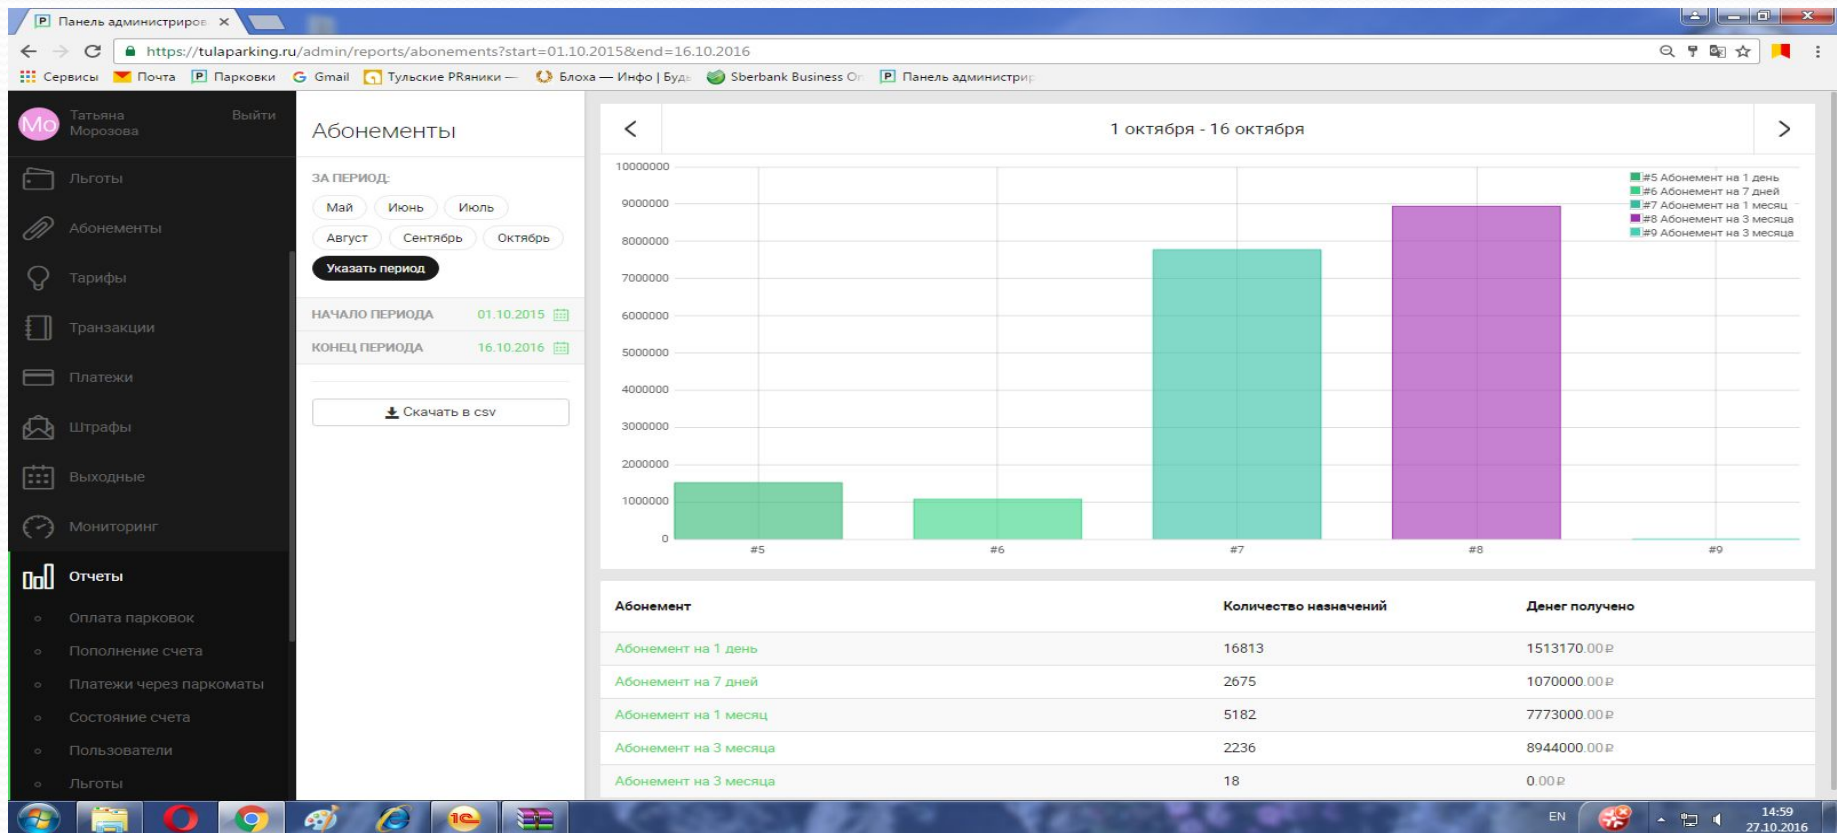 Панель администриров
https://tulaparking.ru/admin/reports/abonements?start=01.10.2015&end=16.10.2016
Сервисы Почта Парковки Gmail Тульские PRяники — Блоха — Инфо | Буд Sberbank Business On Панель администрир
Мо Татьяна Морозова Выйти
Льготы
Абонементы
Тарифы
Транзакции
Платежи
Штрафы
Выходные
Мониторинг
Отчеты
Оплата парковок
Пополнение счета
Платежи через паркоматы
Состояние счета
Пользователи
Льготы
Абонементы
ЗА ПЕРИОД:
Май Июнь Июль
Август Сентябрь Октябрь
Указать период
НАЧАЛО ПЕРИОДА 01.10.2015
КОНЕЦ ПЕРИОДА 16.10.2016
Скачать в csv
1 октября - 16 октября
10000000
9000000
8000000
7000000
6000000
5000000
4000000
3000000
2000000
1000000
0
#5 #6 #7 #8 #9
#5 Абонемент на 1 день
#6 Абонемент на 7 дней
#7 Абонемент на 1 месяц
#8 Абонемент на 3 месяца
#9 Абонемент на 3 месяца
Абонемент Количество назначений Денег получено
Абонемент на 1 день 16813 1513170.00 ₽
Абонемент на 7 дней 2675 1070000.00 ₽
Абонемент на 1 месяц 5182 7773000.00 ₽
Абонемент на 3 месяца 2236 8944000.00 ₽
Абонемент на 3 месяца 18 0.00 ₽
EN 14:59
27.10.2016